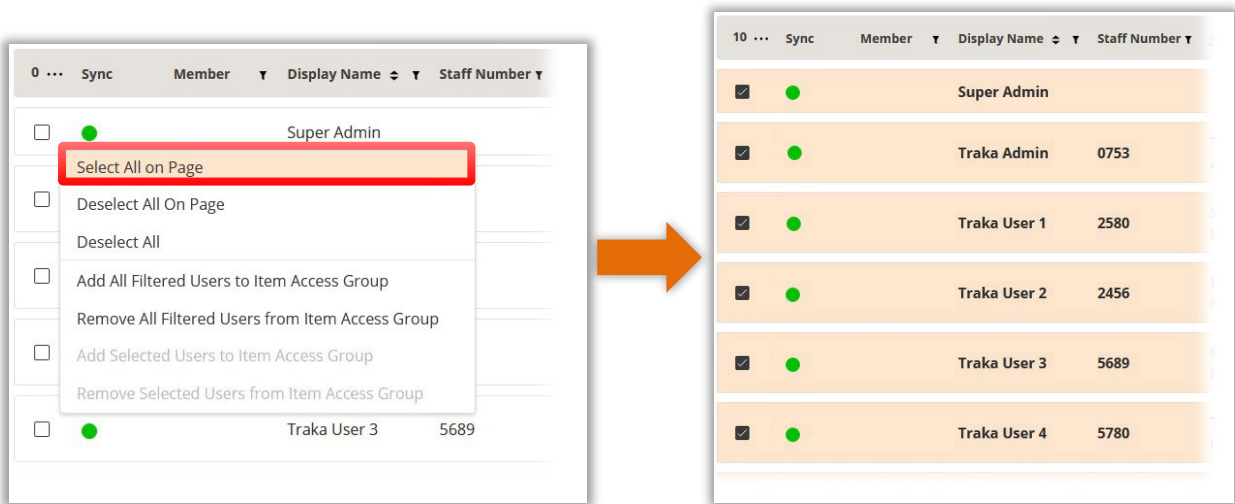 0 ... Sync Member Display Name Staff Number
Super Admin
Select All on Page
Deselect All On Page
Deselect All
Add All Filtered Users to Item Access Group
Remove All Filtered Users from Item Access Group
Add Selected Users to Item Access Group
Remove Selected Users from Item Access Group
Traka User 3 5689
10 ... Sync Member Display Name Staff Number
Super Admin
Traka Admin 0753
Traka User 1 2580
Traka User 2 2456
Traka User 3 5689
Traka User 4 5780